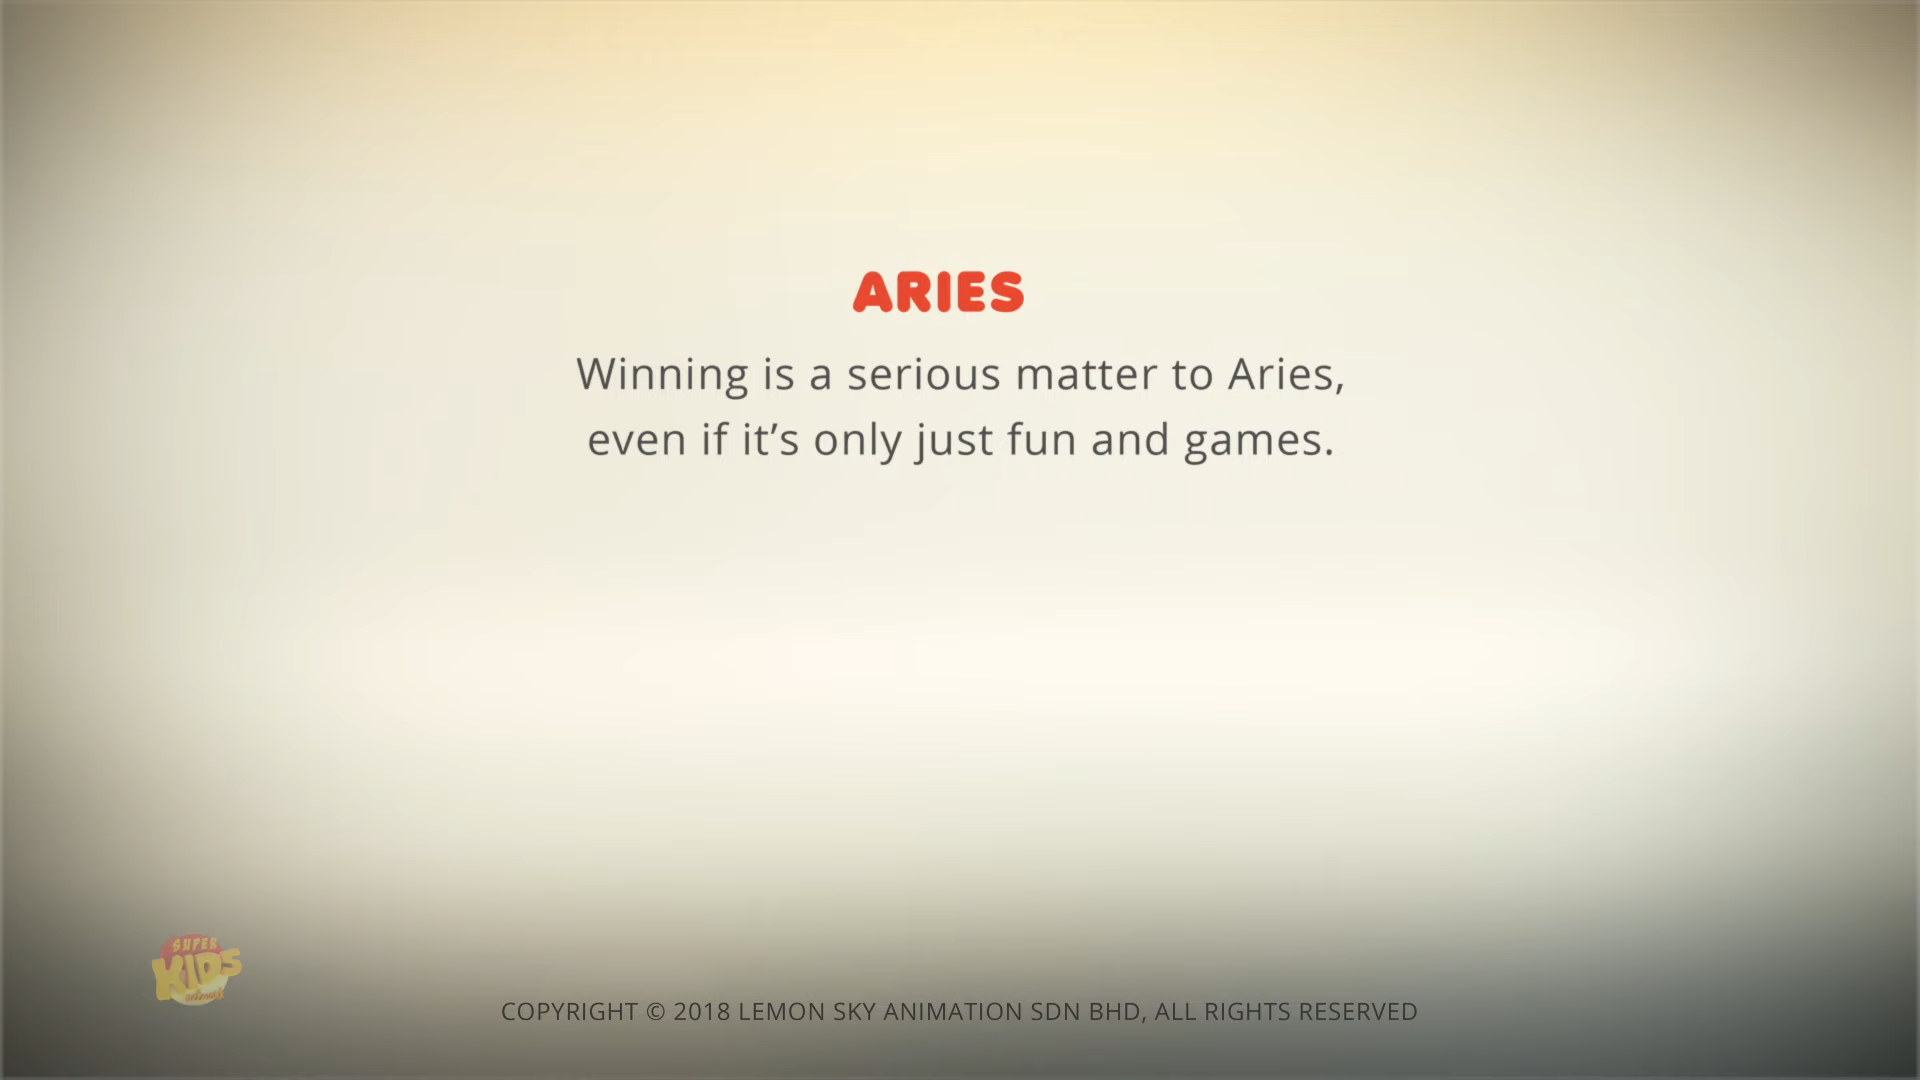 ARIES
Winning is a serious matter to Aries,
even if it’s only just fun and games.
SUPER
KIDS
COPYRIGHT © 2018 LEMON SKY ANIMATION SDN BHD, ALL RIGHTS RESERVED